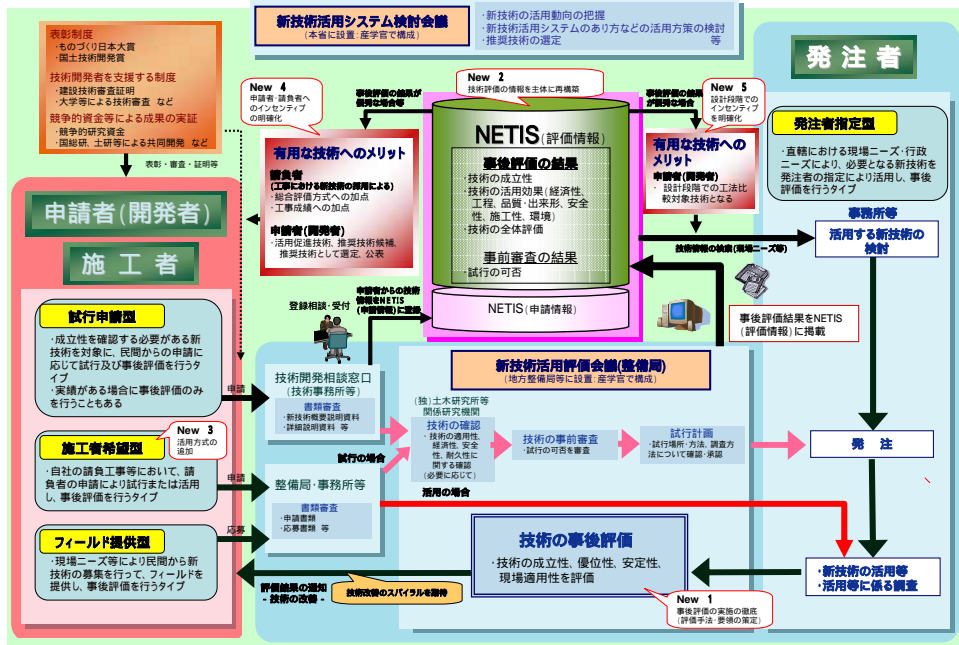 表彰制度
・ものづくり日本大賞
・国土技術開発賞
技術開発者を支援する制度
・建設技術審査証明
・大学等による技術審査 など
競争的資金等による成果の実証
・競争的研究資金
・国総研、土研等による共同開発 など
表彰・審査・証明等
新技術活用システム検討会議
(本省に設置:産学官で構成)
・新技術の活用動向の把握
・新技術活用システムのあり方などの活用方策の検討
・推奨技術の選定 等
発注者
New 4
申請者・請負者へ
のインセンティブ
の明確化
事後評価の結果が
優秀な場合等
New 2
技術評価の情報を主体に再構築
事後評価の結果
が優秀な場合
New 5
設計段階で
のインセン
ティブを
明確化
有用な技術へのメリット
請負者
(工事における新技術の採用による)
・総合評価方式への加点
・工事成績への加点
申請者(開発者)
・活用促進技術、推奨技術候補、
推奨技術として選定、公表
NETIS(評価情報)
事後評価の結果
・技術の成立性
・技術の活用効果(経済性、
工程、品質・出来形、安全
性、施工性、環境)
・技術の全体評価
事前審査の結果
・試行の可否
NETIS(申請情報)
有用な技術への
メリット
申請者(開発者)
・ 設計段階での工法比
較対象技術となる
発注者指定型
・直轄における現場ニーズ・行政
ニーズにより、必要となる新技術を
発注者の指定により活用し、事後
評価を行うタイプ
事務所等
活用する新技術の
検討
技術情報の検索(現場ニーズ等)
事後評価結果をNETIS
(評価情報)に掲載
申請者(開発者)
施工者
試行申請型
・成立性を確認する必要がある新
技術を対象に、民間からの申請に
応じて試行及び事後評価を行うタ
イプ
・実績がある場合に事後評価のみ
を行うこともある
申請
施工者希望型
New 3
活用方式の
追加
・自社の請負工事等において、請
負者の申請により試行または活用
し、事後評価を行うタイプ
申請
フィールド提供型
・現場ニーズ等により民間から新
技術の募集を行って、フィールドを
提供し、事後評価を行うタイプ
応募
登録相談・受付
申請者からの技術
情報をNETIS
(申請情報)に登録
技術開発相談窓口
(技術事務所等)
書類審査
・新技術概要説明資料
・詳細説明資料 等
試行の場合
整備局・事務所等
書類審査
・申請書類
・応募書類 等
新技術活用評価会議(整備局)
(地方整備局等に設置:産学官で構成)
(独)土木研究所等
関係研究機関
技術の確認
・技術の適用性、
経済性、安全
性、耐久性に
関する確認
(必要に応じて)
技術の事前審査
・試行の可否を審査
試行計画
・試行場所・方法、調査方
法について確認・承認
発 注
活用の場合
技術の事後評価
・技術の成立性、優位性、安定性、
現場適用性を評価
New 1
事後評価の実施の徹底
(評価手法・要領の策定)
・新技術の活用等
・活用等に係る調査
評価結果の通知
- 技術の改善 -
技術改善のスパイラルを期待